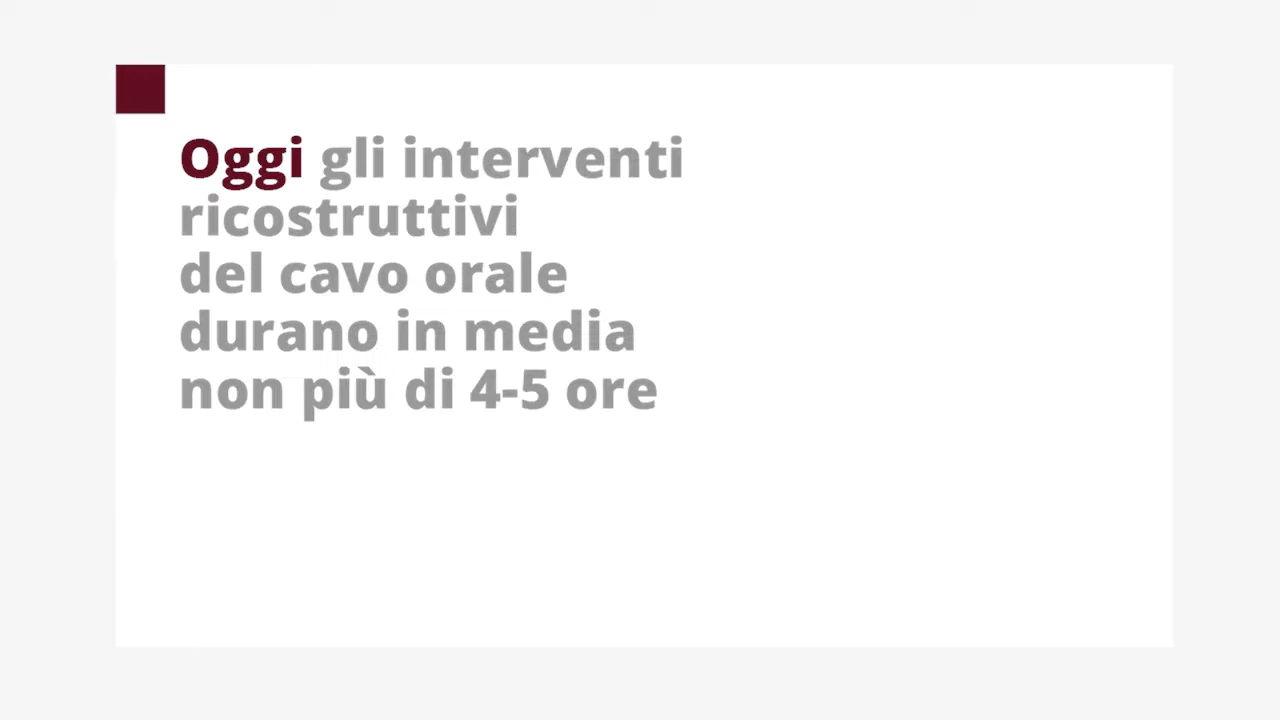 Oggi gli interventi
ricostruttivi
del cavo orale
durano in media
non più di 4-5 ore